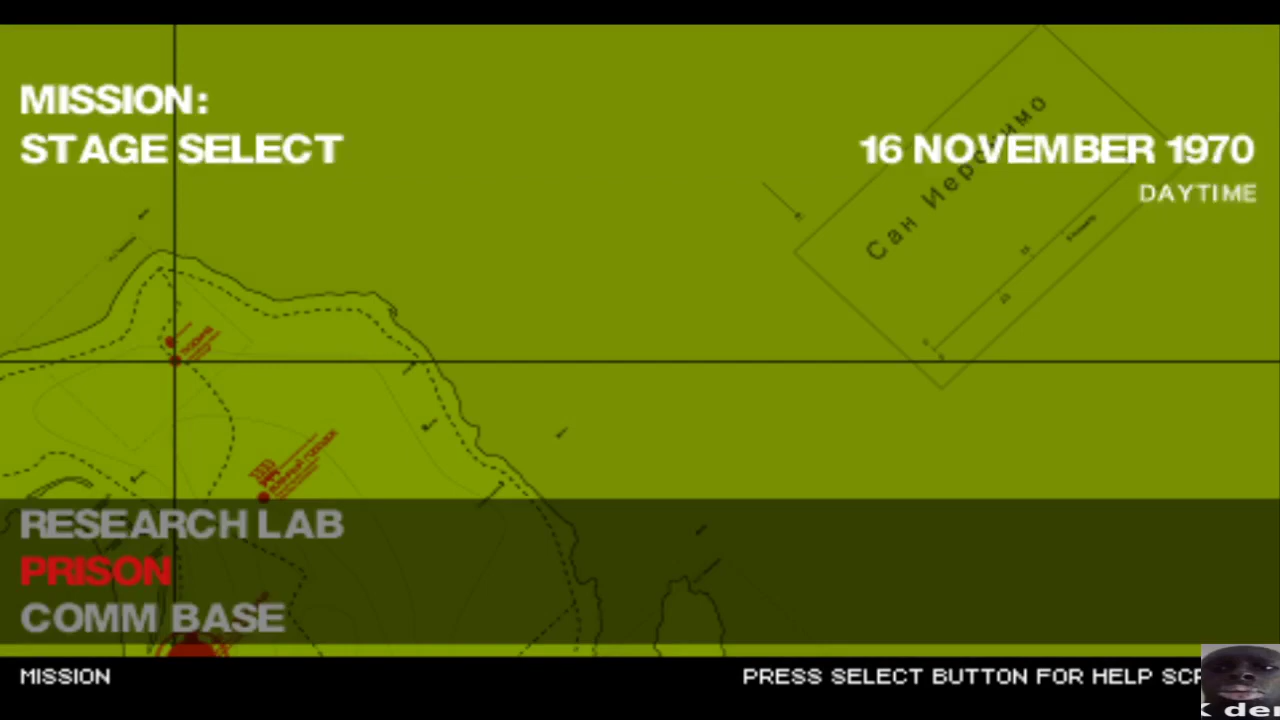 MISSION:
STAGE SELECT
16 NOVEMBER 1970
DAYTIME
Сан Иеронимо
RESEARCH LAB
PRISON
COMM BASE
MISSION
PRESS SELECT BUTTON FOR HELP